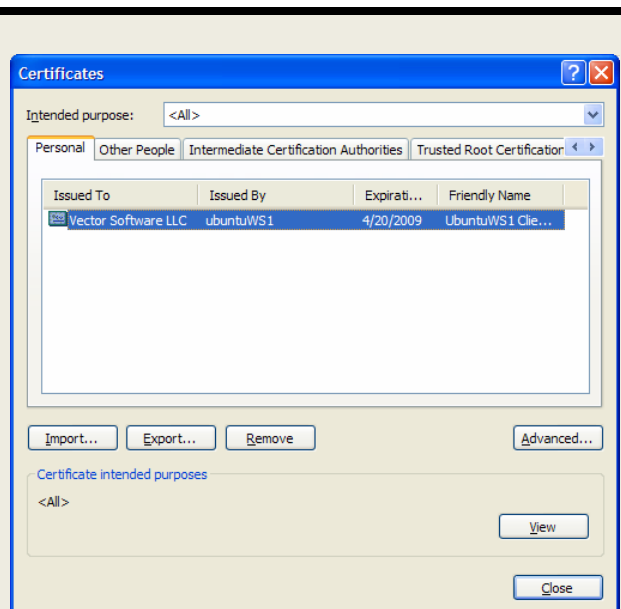 Certificates
Intended purpose: <All>
Personal Other People Intermediate Certification Authorities Trusted Root Certification
Issued To Issued By Expirati... Friendly Name
Vector Software LLC ubuntuWS1 4/20/2009 UbuntuWS1 Clie...
Import... Export... Remove Advanced...
Certificate intended purposes
<All>
View
Close